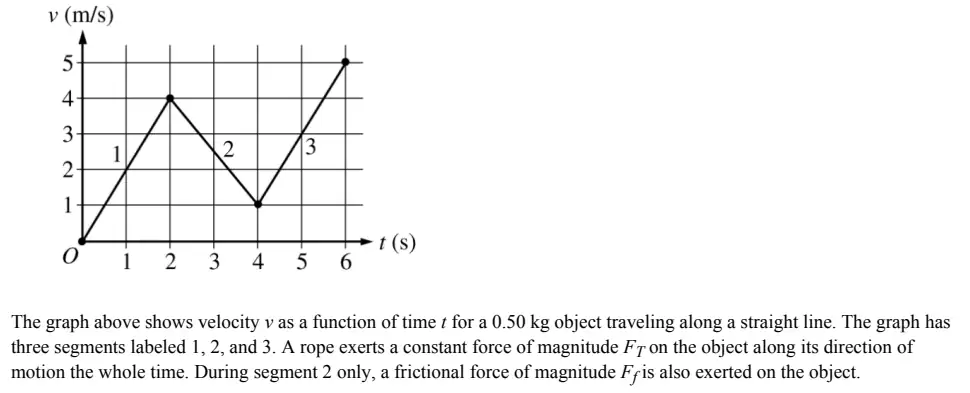 v (m/s)
5
4
3
2
1
1
2
3
O
1 2 3 4 5 6
t (s)
The graph above shows velocity v as a function of time t for a 0.50 kg object traveling along a straight line. The graph has
three segments labeled 1, 2, and 3. A rope exerts a constant force of magnitude F_T on the object along its direction of
motion the whole time. During segment 2 only, a frictional force of magnitude F_f is also exerted on the object.